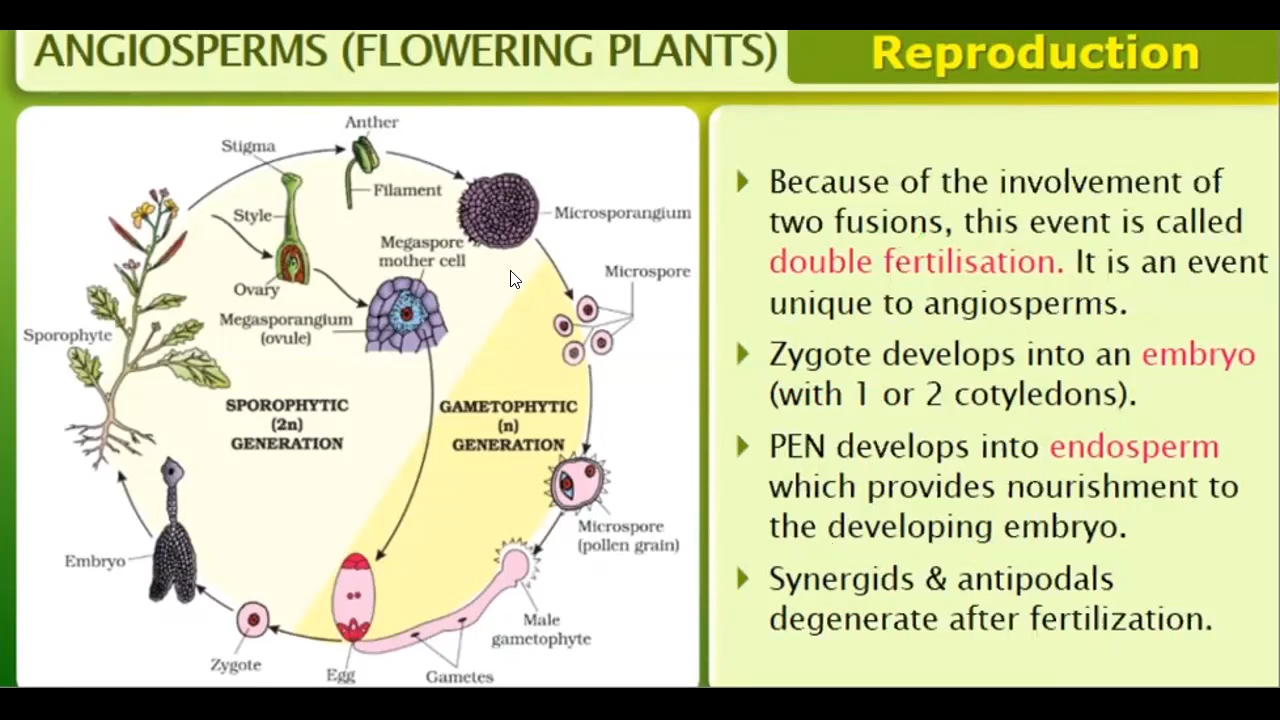 ANGIOSPERMS (FLOWERING PLANTS)
Reproduction
Anther
Stigma
Filament
Style
Microsporangium
Megaspore
mother cell
Microspore
Ovary
Megasporangium
(ovule)
Sporophyte
SPOROPHYTIC
(2n)
GENERATION
GAMETOPHYTIC
(n)
GENERATION
Microspore
(pollen grain)
Embryo
Male
gametophyte
Zygote
Egg
Gametes
Because of the involvement of
two fusions, this event is called
double fertilisation. It is an event
unique to angiosperms.
Zygote develops into an embryo
(with 1 or 2 cotyledons).
PEN develops into endosperm
which provides nourishment to
the developing embryo.
Synergids & antipodals
degenerate after fertilization.